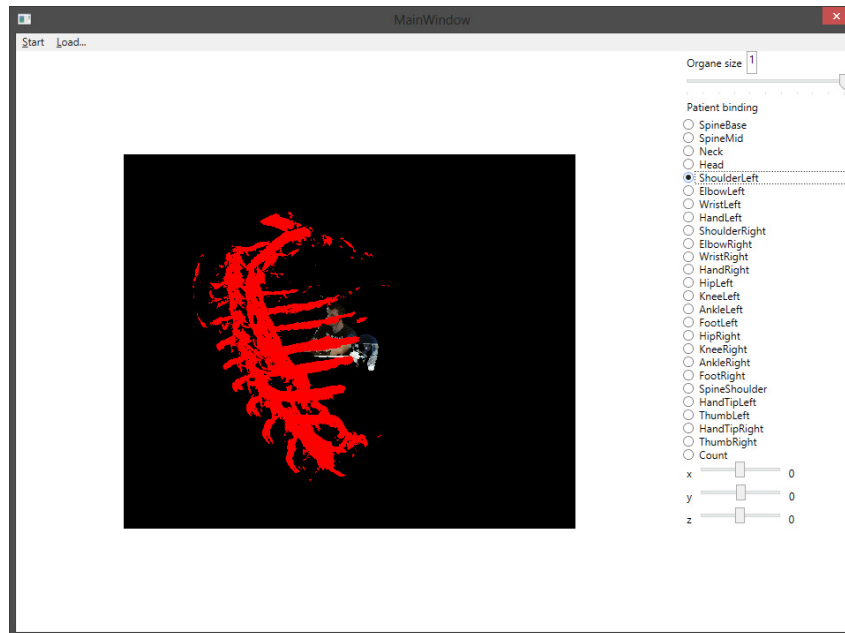 MainWindow
Start Load...
Organe size 1
Patient binding
SpineBase
SpineMid
Neck
Head
ShoulderLeft
ElbowLeft
WristLeft
HandLeft
ShoulderRight
ElbowRight
WristRight
HandRight
HipLeft
KneeLeft
AnkleLeft
FootLeft
HipRight
KneeRight
AnkleRight
FootRight
SpineShoulder
HandTipLeft
ThumbLeft
HandTipRight
ThumbRight
Count
x 0
y 0
z 0